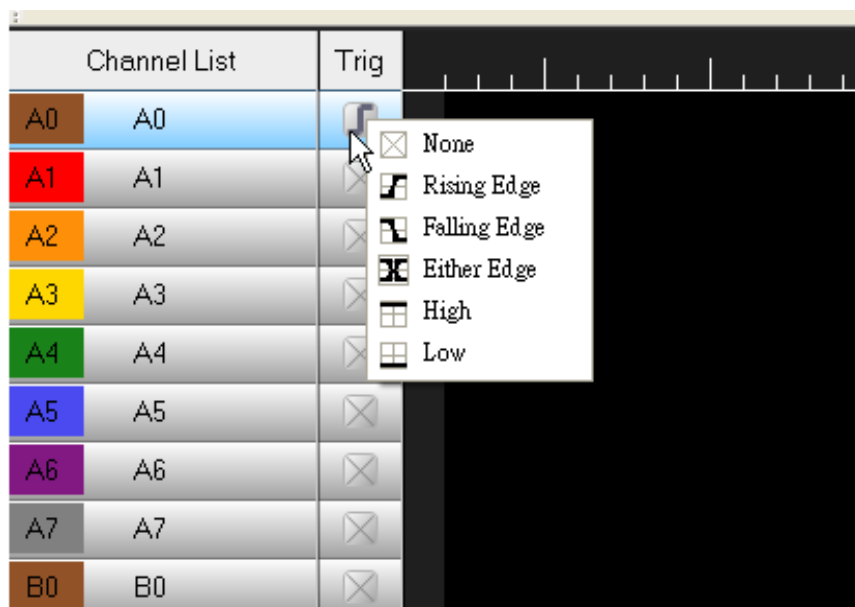 Channel List Trig
A0 A0
None
A1 A1
Rising Edge
A2 A2
Falling Edge
Either Edge
A3 A3
High
A4 A4
Low
A5 A5
A6 A6
A7 A7
B0 B0